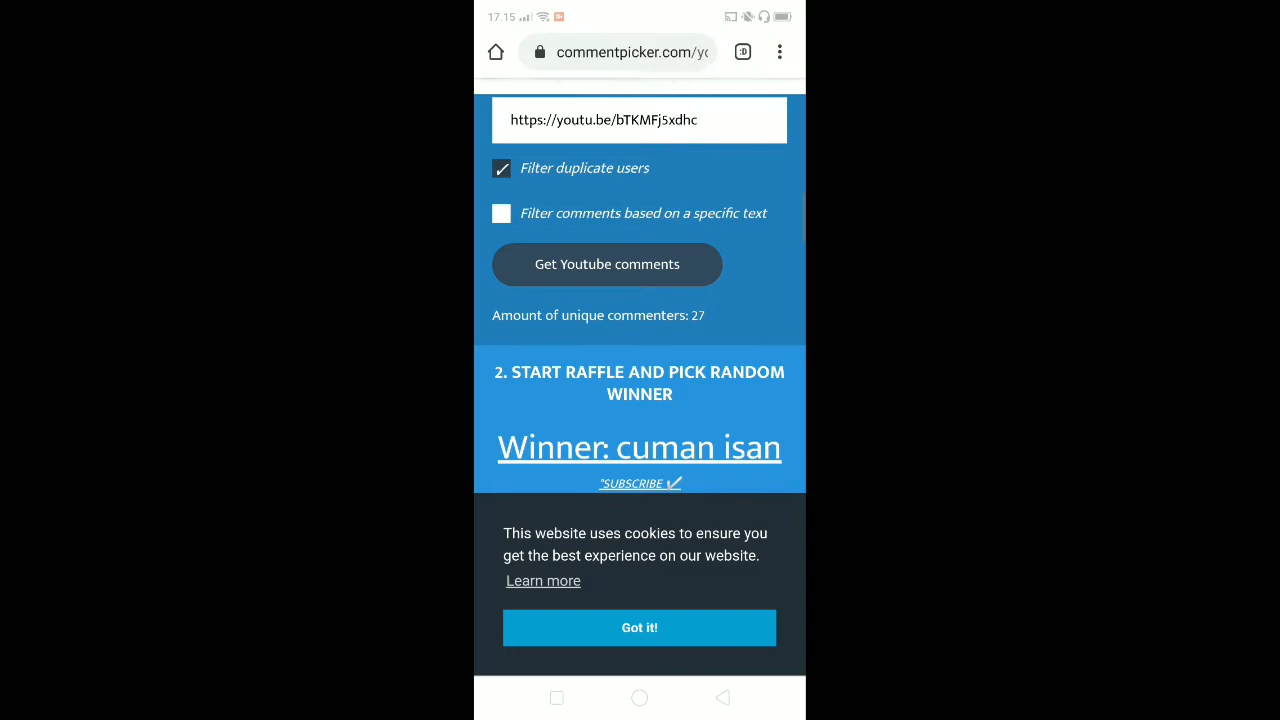 17.15
commentpicker.com/yo
:D
https://youtu.be/bTKMFj5xdhc
Filter duplicate users
Filter comments based on a specific text
Get Youtube comments
Amount of unique commenters: 27
2. START RAFFLE AND PICK RANDOM
WINNER
Winner: cuman isan
"SUBSCRIBE ✔
This website uses cookies to ensure you
get the best experience on our website.
Learn more
Got it!